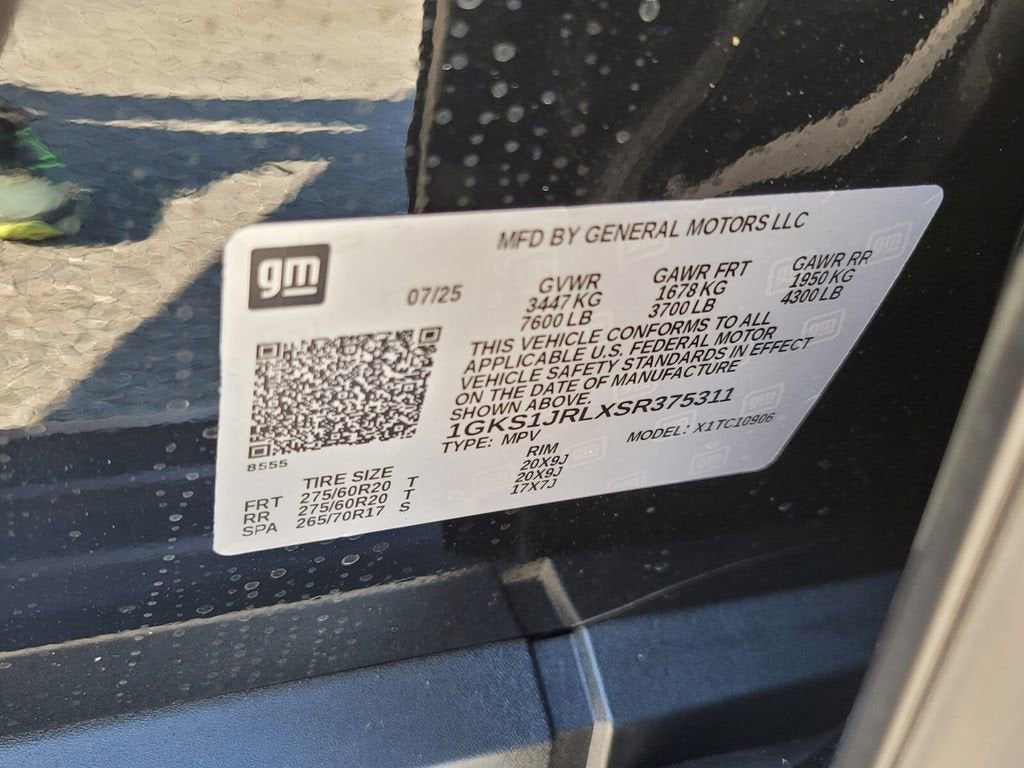 MFD BY GENERAL MOTORS LLC
gm
07/25
GVWR GAWR FRT GAWR RR
3447 KG 1678 KG 1950 KG
7600 LB 3700 LB 4300 LB
THIS VEHICLE CONFORMS TO ALL
APPLICABLE U.S. FEDERAL MOTOR
VEHICLE SAFETY STANDARDS IN EFFECT
ON THE DATE OF MANUFACTURE
SHOWN ABOVE.
1GKS1JRLXSR375311
TYPE: MPV MODEL: X1TC10906
8555
TIRE SIZE RIM
FRT 275/60R20 T 20X9J
RR 275/60R20 T 20X9J
SPA 265/70R17 S 17X7J